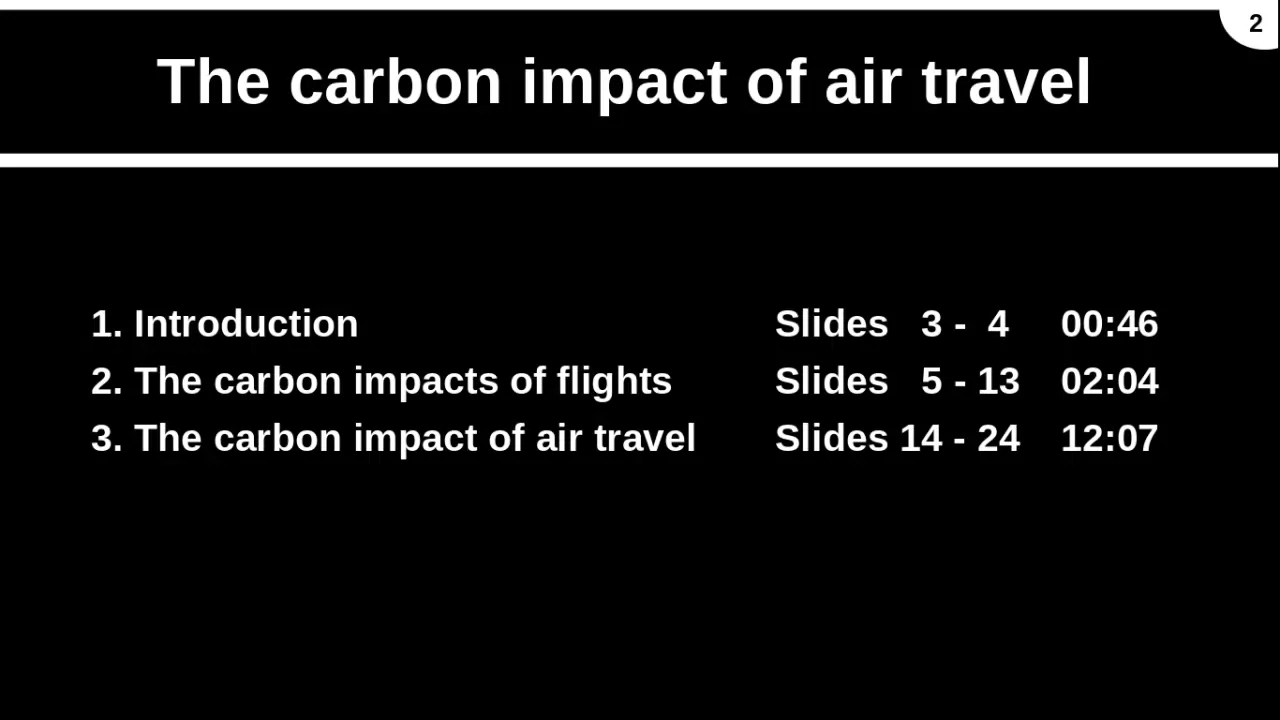 2
The carbon impact of air travel
1. Introduction Slides 3 - 4 00:46
2. The carbon impacts of flights Slides 5 - 13 02:04
3. The carbon impact of air travel Slides 14 - 24 12:07